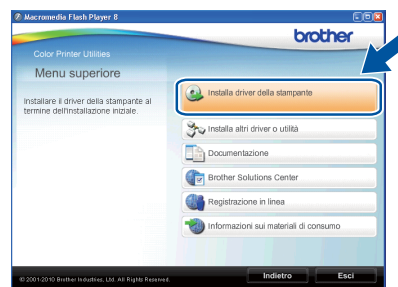 Macromedia Flash Player 8
brother
Color Printer Utilities
Menu superiore
Installare il driver della stampante al
termine dell'installazione iniziale.
Installa driver della stampante
Installa altri driver o utilità
Documentazione
Brother Solutions Center
Registrazione in linea
Informazioni sui materiali di consumo
© 2001-2010 Brother Industries, Ltd. All Rights Reserved.
Indietro
Esci